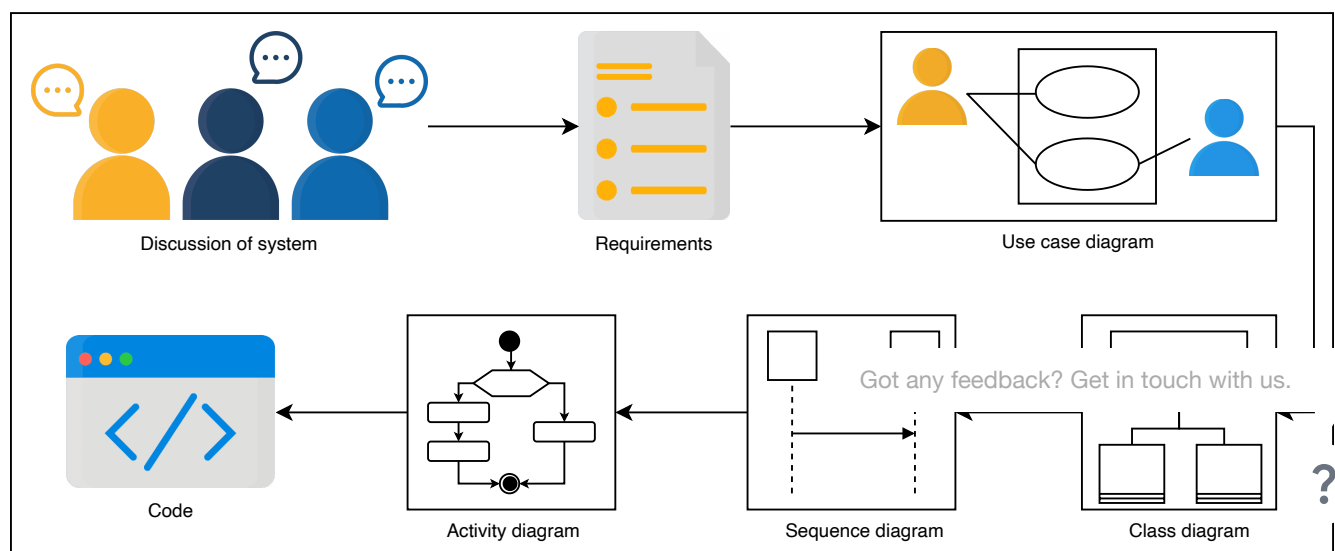 Discussion of system
Requirements
Use case diagram
Got any feedback? Get in touch with us.
?
Code
Activity diagram
Sequence diagram
Class diagram